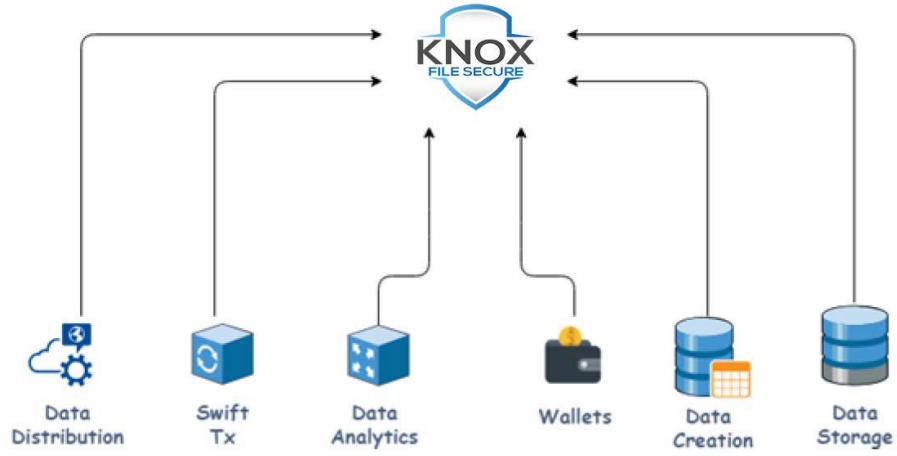 KNOX
FILE SECURE
Data
Distribution
Swift
Tx
Data
Analytics
Wallets
Data
Creation
Data
Storage